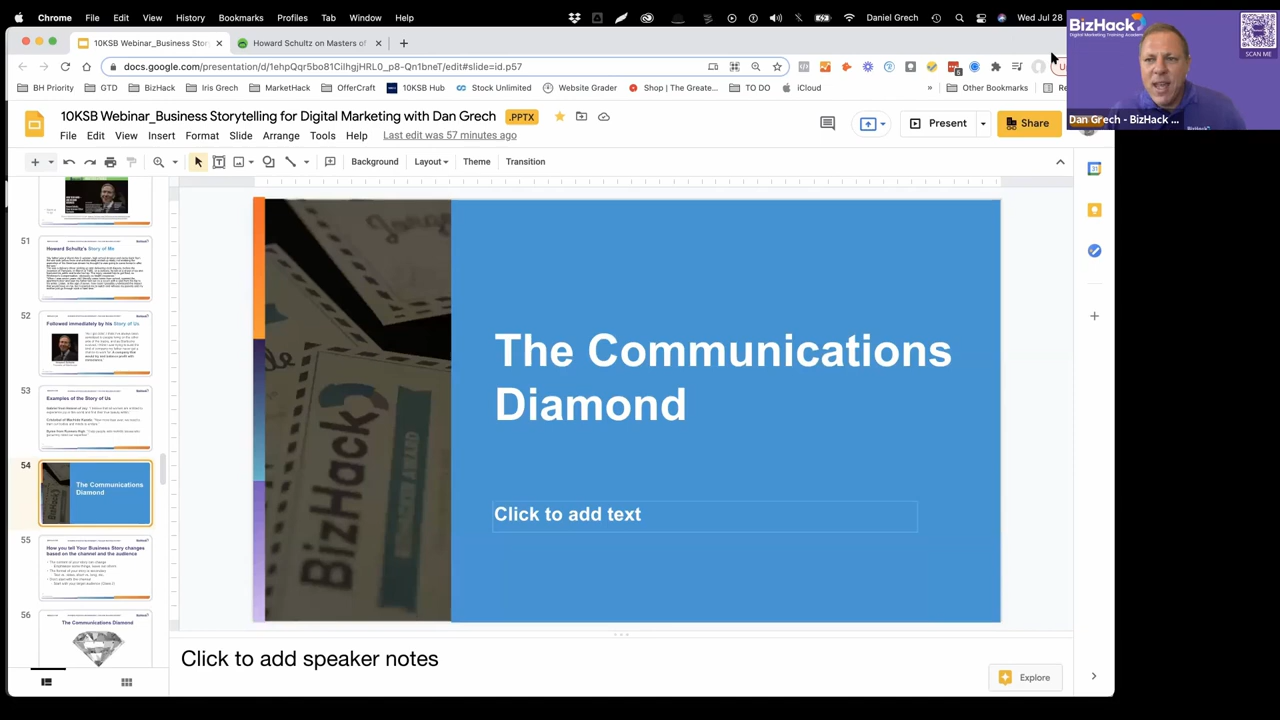 Chrome File Edit View History Bookmarks Profiles Tab Window Help Daniel Grech Wed Jul 28
10KSB Webinar_Business Story Howard Schultz on Masters of
docs.google.com/presentation/d/1ehpQqr5bo81CilhgHRL0_p8-Qn1bneT/edit#slide=id.p57
BH Priority GTD BizHack Iris Grech MarketHack OfferCraft 10KSB Hub Stock Unlimited Website Grader Shop | The Greate... TO DO iCloud » Other Bookmarks
BizHack
Digital Marketing Training Academy
SCAN ME
Dan Grech - BizHack ...
10KSB Webinar_Business Storytelling for Digital Marketing with Dan Grech .PPTX
File Edit View Insert Format Slide Arrange Tools Help Last edit was 57 minutes ago
Present Share
Background Layout Theme Transition
51
Howard Schultz's Story of Me
52
Followed immediately by his Story of Us
53
Examples of the Story of Us
54
The Communications
Diamond
55
How you tell Your Business Story changes
based on the channel and the audience
56
The Communications Diamond
The Communications
Diamond
Click to add text
BizHack
Click to add speaker notes
Explore